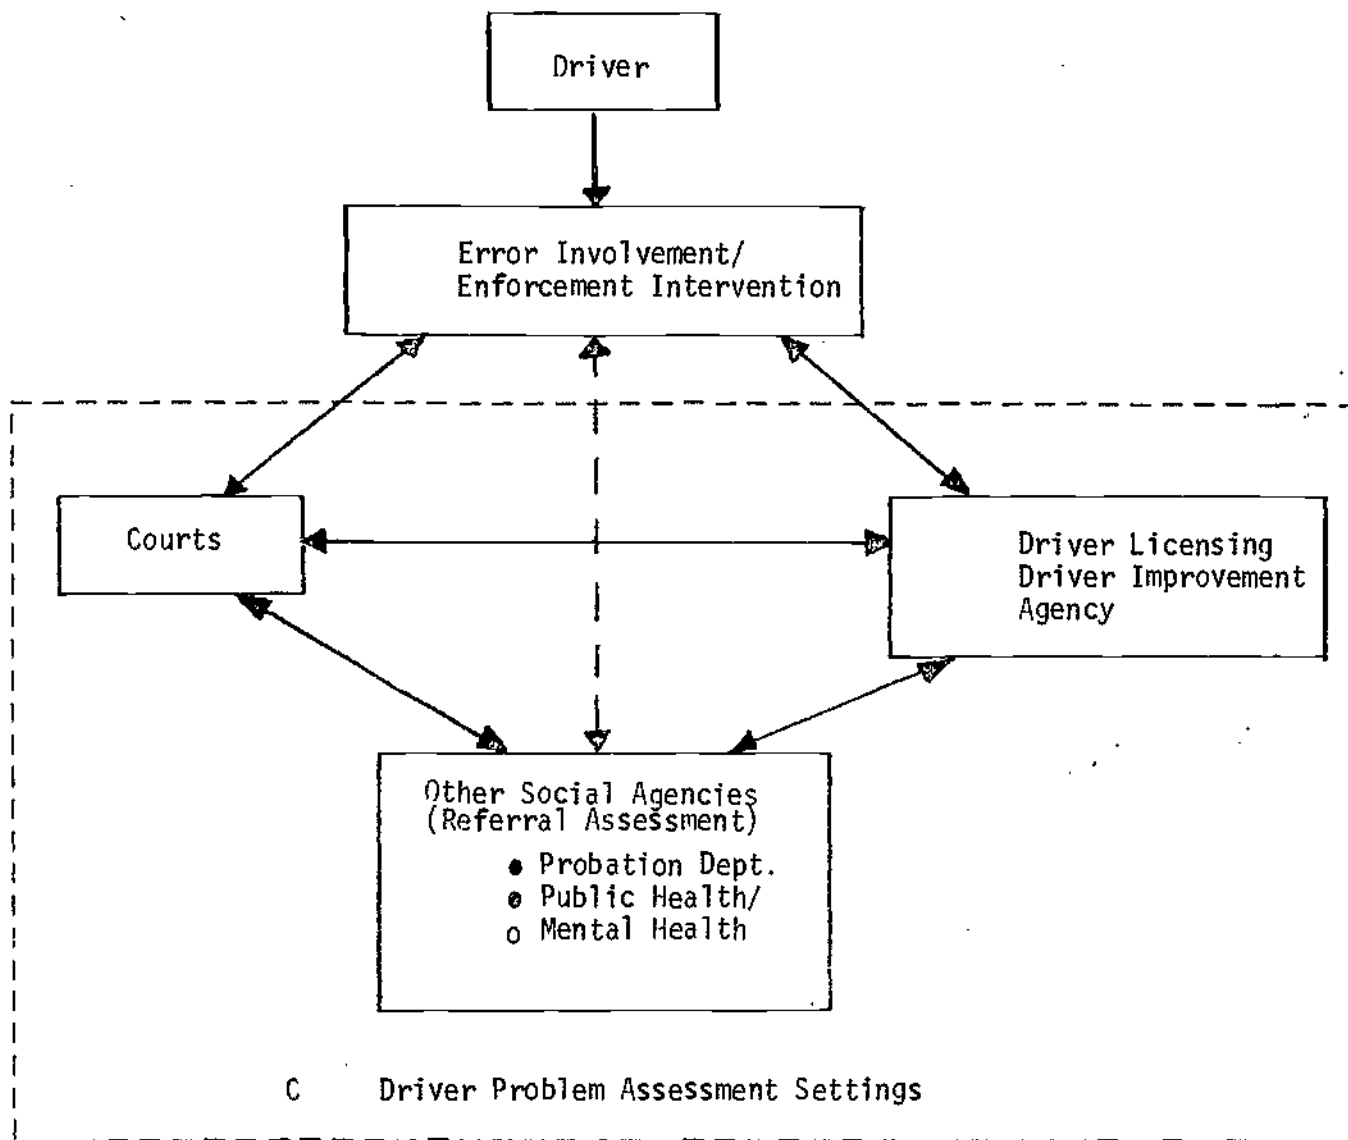 Driver
Error Involvement/
Enforcement Intervention
Courts
Driver Licensing
Driver Improvement
Agency
Other Social Agencies
(Referral Assessment)
● Probation Dept.
● Public Health/
o Mental Health
C Driver Problem Assessment Settings